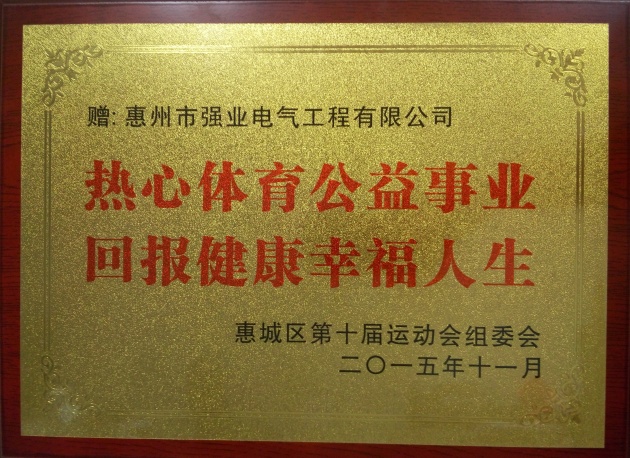 赠: 惠州市强业电气工程有限公司
热心体育公益事业
回报健康幸福人生
惠城区第十届运动会组委会
二〇一五年十一月